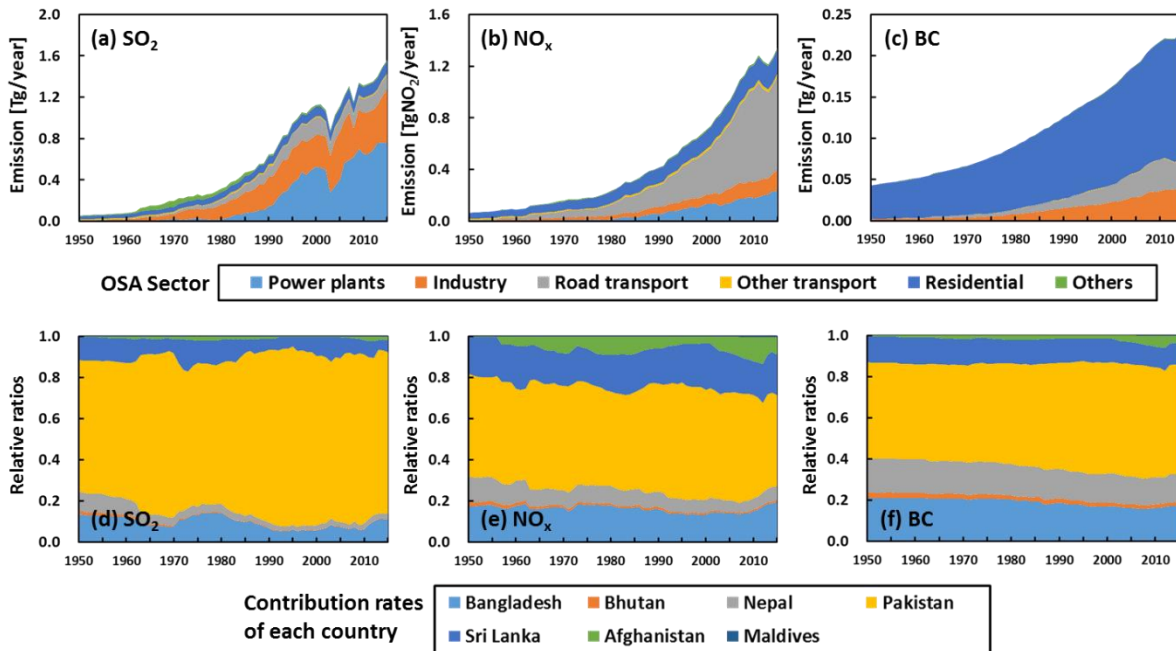 (a) SO2
Emission [Tg/year]
1.8
1.5
1.2
0.8
0.4
0.0
1950 1960 1970 1980 1990 2000 2010
(b) NOx
Emission [TgNO2/year]
1.6
1.2
0.8
0.4
0.0
1950 1960 1970 1980 1990 2000 2010
(c) BC
Emission [Tg/year]
0.25
0.20
0.15
0.10
0.05
0.00
1950 1960 1970 1980 1990 2000 2010
OSA Sector
Power plants Industry Road transport Other transport Residential Others
Relative ratios
1.0
0.8
0.6
0.4
0.2
0.0
(d) SO2
1950 1960 1970 1980 1990 2000 2010
Relative ratios
1.0
0.8
0.6
0.4
0.2
0.0
(e) NOx
1950 1960 1970 1980 1990 2000 2010
Relative ratios
1.0
0.8
0.6
0.4
0.2
0.0
(f) BC
1950 1960 1970 1980 1990 2000 2010
Contribution rates
of each country
Bangladesh Bhutan Nepal Pakistan
Sri Lanka Afghanistan Maldives